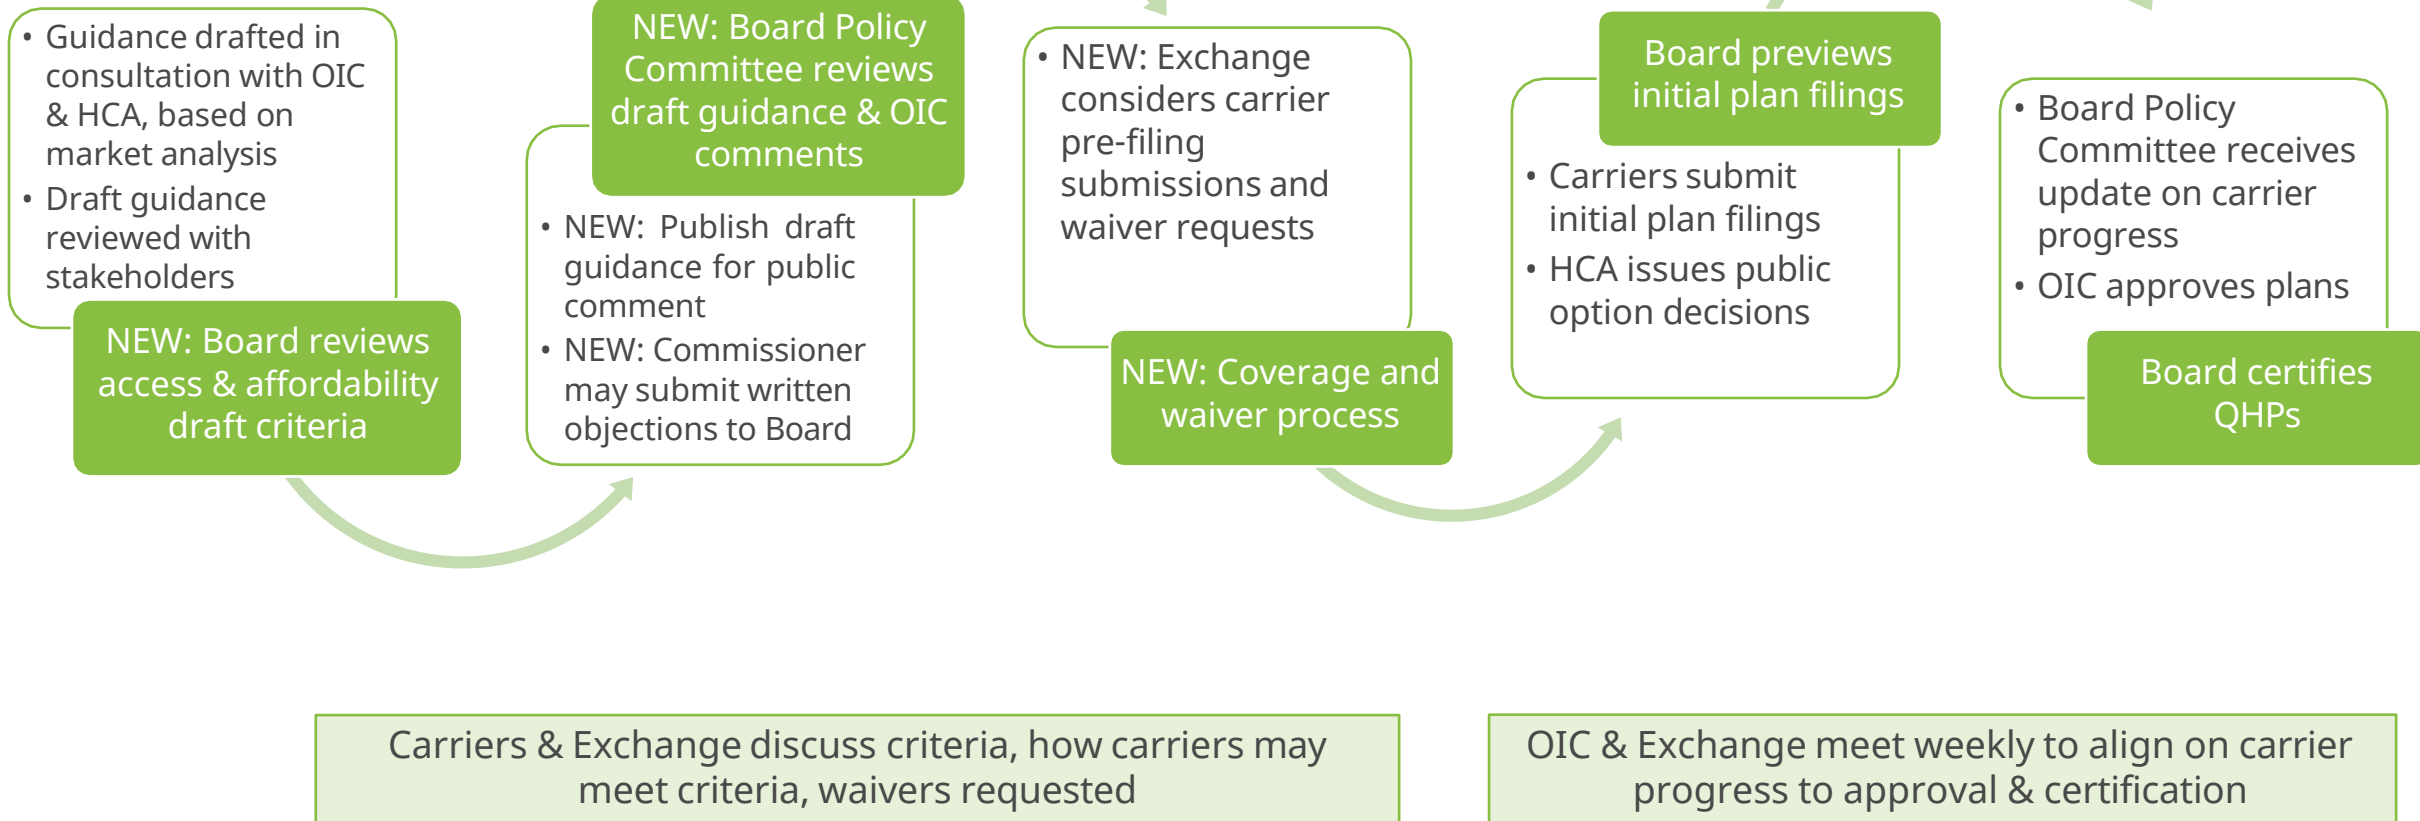 • Guidance drafted in
consultation with OIC
& HCA, based on
market analysis
• Draft guidance
reviewed with
stakeholders
NEW: Board reviews
access & affordability
draft criteria
NEW: Board Policy
Committee reviews
draft guidance & OIC
comments
• NEW: Publish draft
guidance for public
comment
• NEW: Commissioner
may submit written
objections to Board
• NEW: Exchange
considers carrier
pre-filing
submissions and
waiver requests
NEW: Coverage and
waiver process
Board previews
initial plan filings
• Carriers submit
initial plan filings
• HCA issues public
option decisions
• Board Policy
Committee receives
update on carrier
progress
• OIC approves plans
Board certifies
QHPs
Carriers & Exchange discuss criteria, how carriers may
meet criteria, waivers requested
OIC & Exchange meet weekly to align on carrier
progress to approval & certification